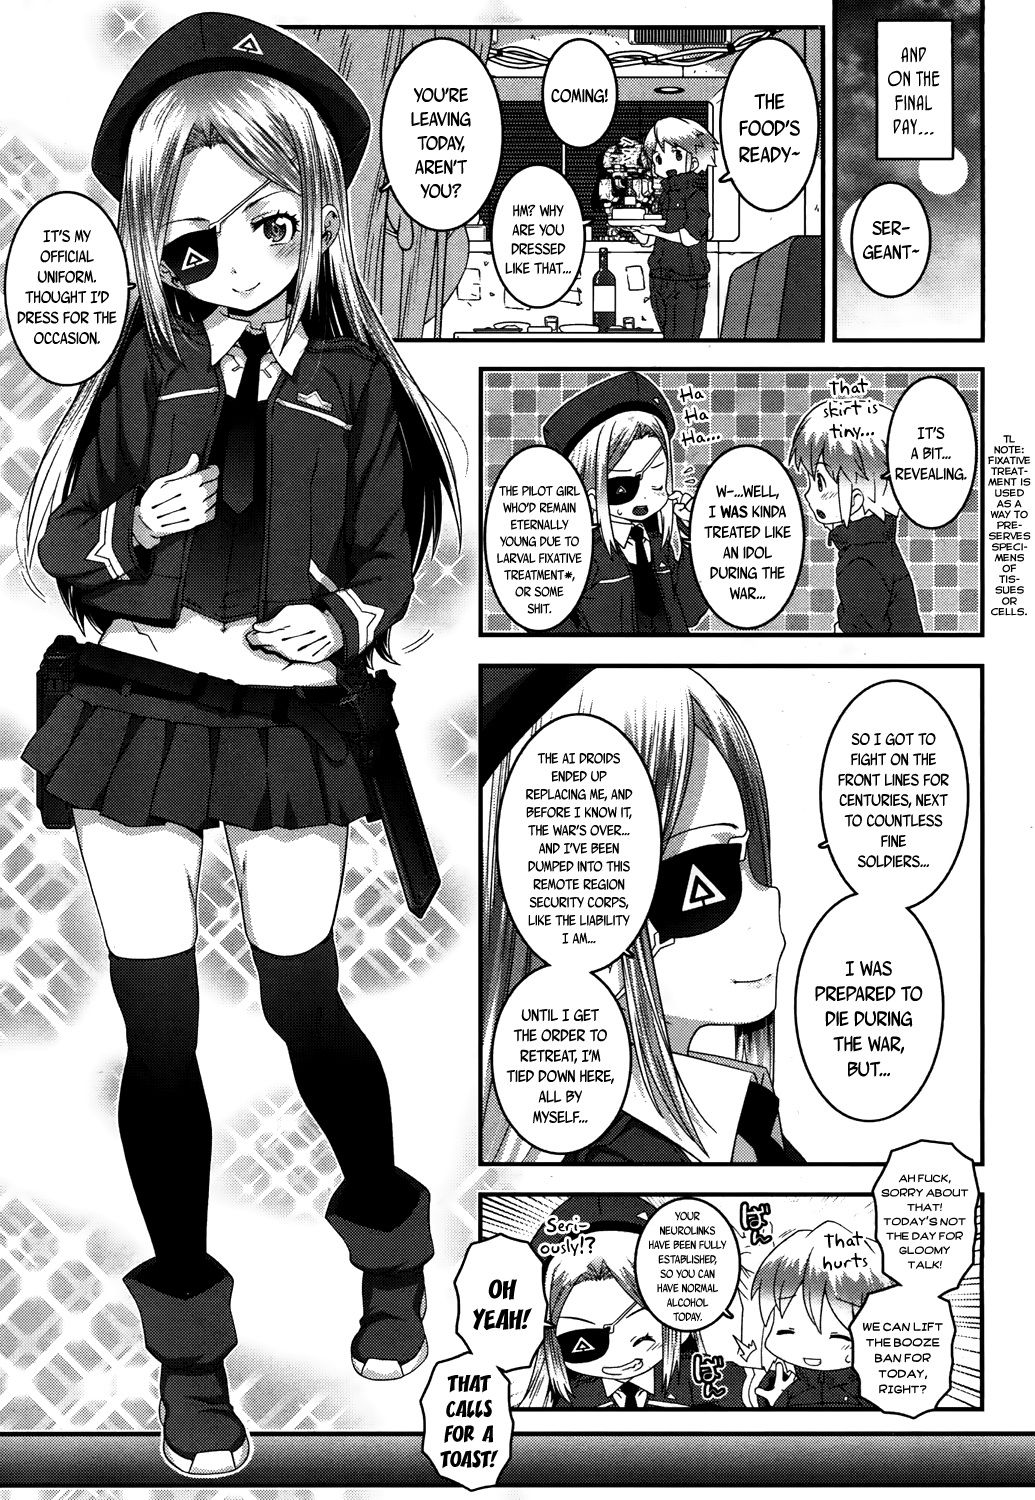 AND
ON THE
FINAL
DAY...
SER-
GEANT~
THE
FOOD'S
READY~
COMING!
HM? WHY
ARE YOU
DRESSED
LIKE THAT...
YOU'RE
LEAVING
TODAY,
AREN'T
YOU?
IT'S MY
OFFICIAL
UNIFORM.
THOUGHT I'D
DRESS FOR THE
OCCASION.
IT'S
A BIT...
REVEALING.
That
skirt is
tiny...
Ha
Ha
Ha...
W-...WELL,
I WAS KINDA
TREATED LIKE
AN IDOL
DURING THE
WAR...
THE PILOT GIRL
WHO'D REMAIN
ETERNALLY
YOUNG DUE TO
LARVAL FIXATIVE
TREATMENT*,
OR SOME
SHIT.
TL
NOTE:
FIXATIVE
TREAT-
MENT IS
USED
AS A
WAY TO
PRE-
SERVES
SPECI-
MENS
OF
TIS-
SUES
OR
CELLS.
SO I GOT TO
FIGHT ON THE
FRONT LINES FOR
CENTURIES, NEXT
TO COUNTLESS
FINE
SOLDIERS...
I WAS
PREPARED TO
DIE DURING
THE WAR,
BUT...
THE AI DROIDS
ENDED UP
REPLACING ME, AND
BEFORE I KNOW IT,
THE WAR'S OVER...
AND I'VE BEEN
DUMPED INTO THIS
REMOTE REGION
SECURITY CORPS,
LIKE THE LIABILITY
I AM...
UNTIL I GET
THE ORDER TO
RETREAT, I'M
TIED DOWN HERE,
ALL BY
MYSELF...
AH FUCK,
SORRY ABOUT
THAT!
TODAY'S NOT
THE DAY FOR
GLOOMY
TALK!
WE CAN LIFT
THE BOOZE
BAN FOR
TODAY,
RIGHT?
That
hurts
ばん
ばん
YOUR
NEUROLINKS
HAVE BEEN FULLY
ESTABLISHED,
SO YOU CAN
HAVE NORMAL
ALCOHOL
TODAY.
Seri-
ously!?
OH
YEAH!
THAT
CALLS
FOR A
TOAST!